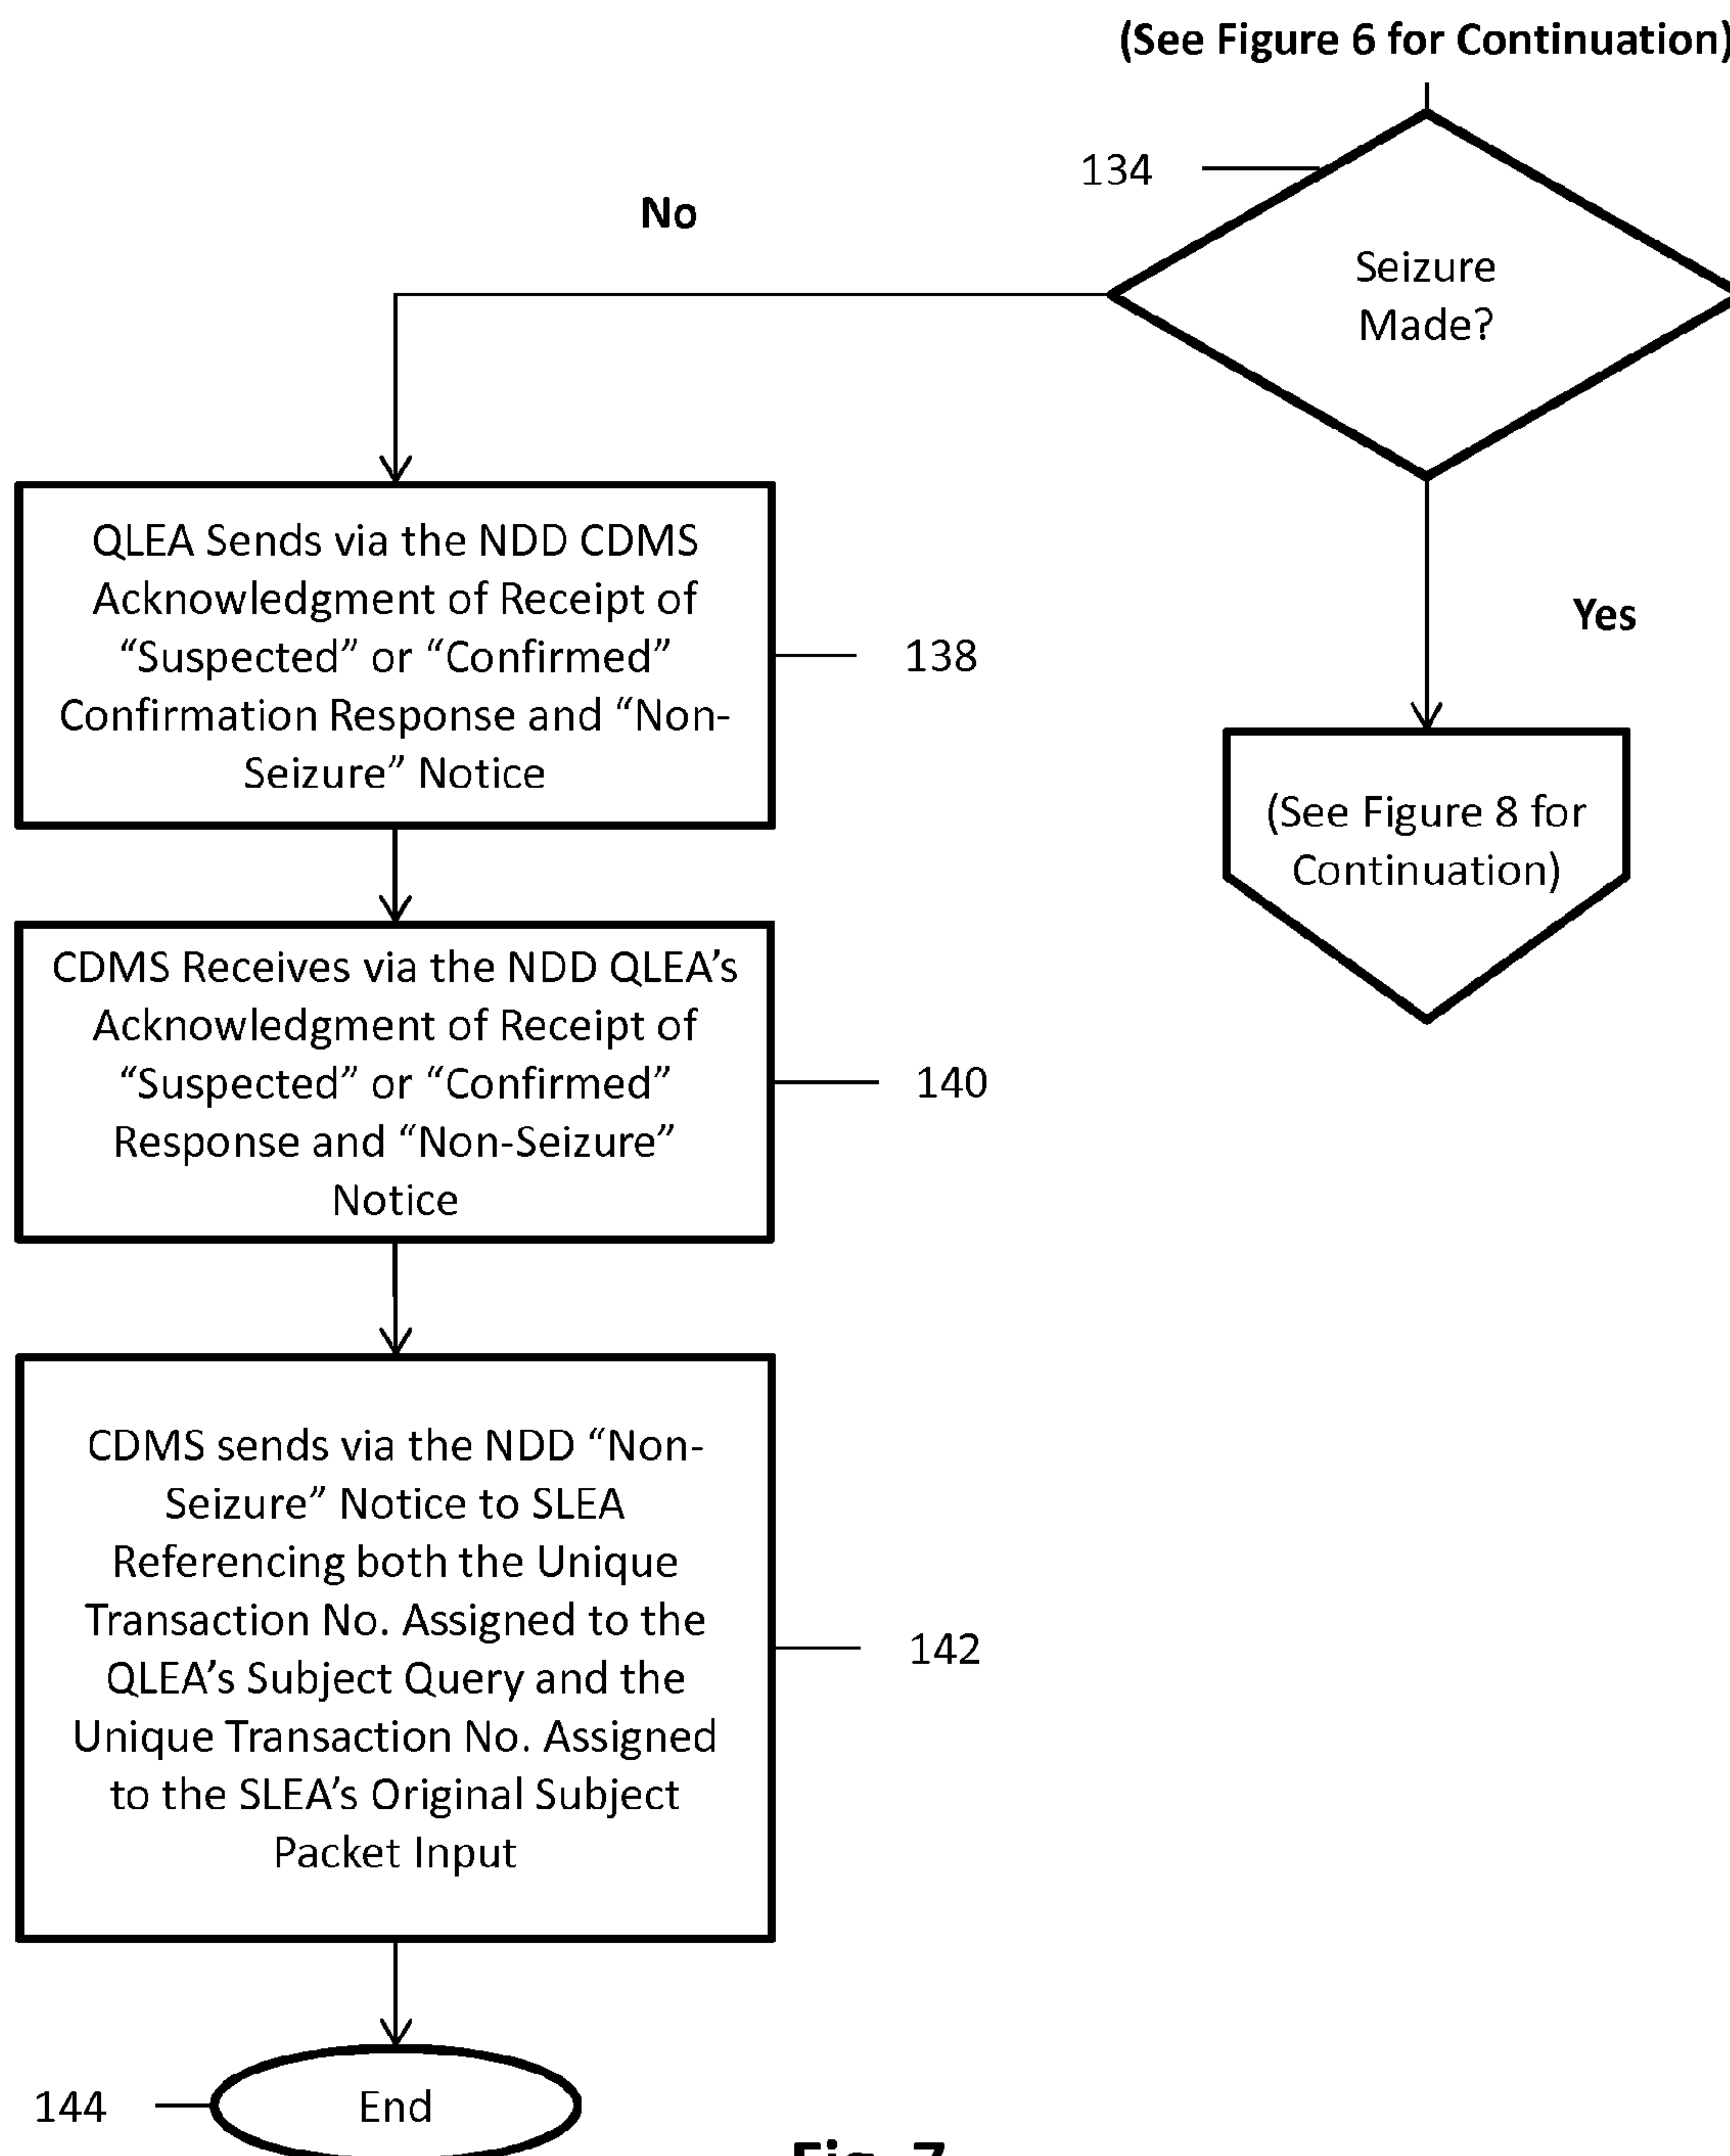 (See Figure 6 for Continuation)
134
No
Seizure
Made?
Yes
(See Figure 8 for
Continuation)
QLEA Sends via the NDD CDMS
Acknowledgment of Receipt of
“Suspected” or “Confirmed”
Confirmation Response and “Non-
Seizure” Notice
138
CDMS Receives via the NDD QLEA’s
Acknowledgment of Receipt of
“Suspected” or “Confirmed”
Response and “Non-Seizure”
Notice
140
CDMS sends via the NDD “Non-
Seizure” Notice to SLEA
Referencing both the Unique
Transaction No. Assigned to the
QLEA’s Subject Query and the
Unique Transaction No. Assigned
to the SLEA’s Original Subject
Packet Input
142
144
End
Fig. 7